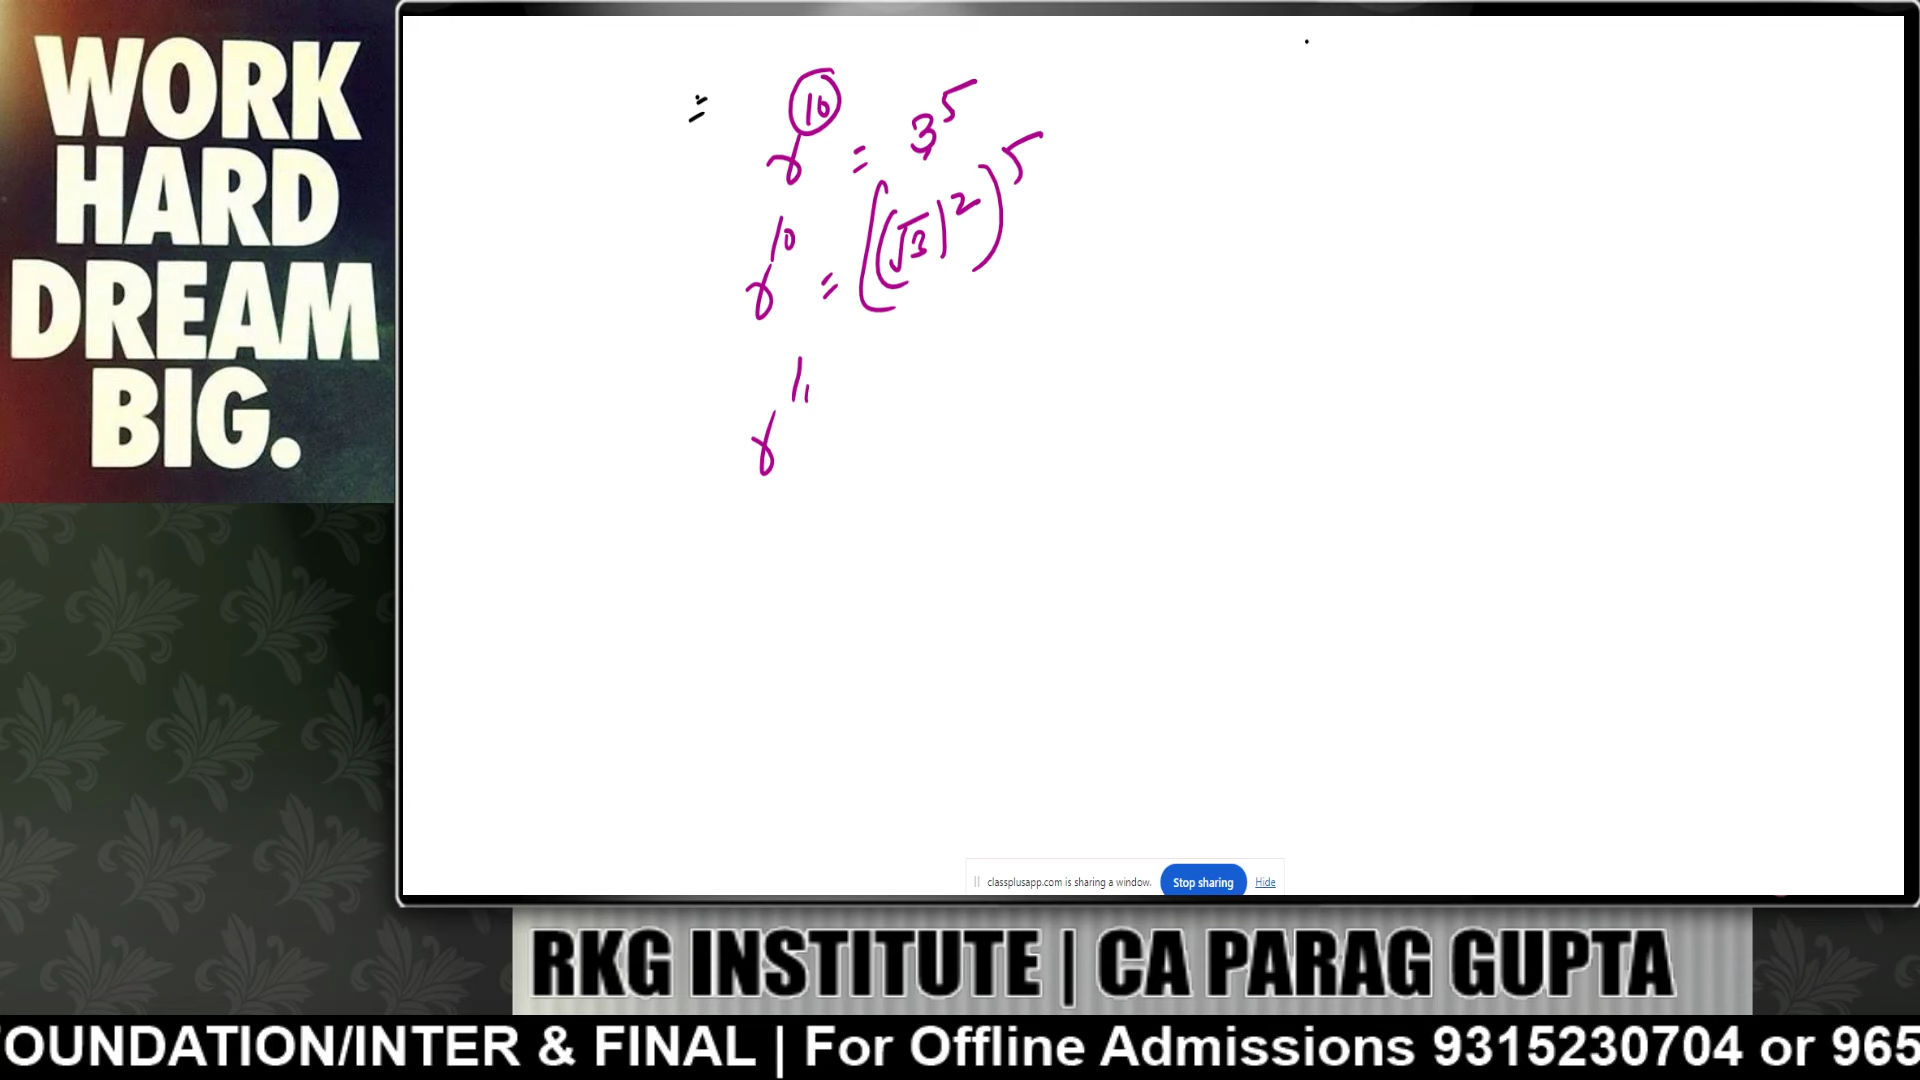 WORK
HARD
DREAM
BIG.
= r^10 = 3^5
r^10 = ((√3)^2)^5
r^1
classplusapp.com is sharing a window. Stop sharing Hide
RKG INSTITUTE | CA PARAG GUPTA
OUNDATION/INTER & FINAL | For Offline Admissions 9315230704 or 965